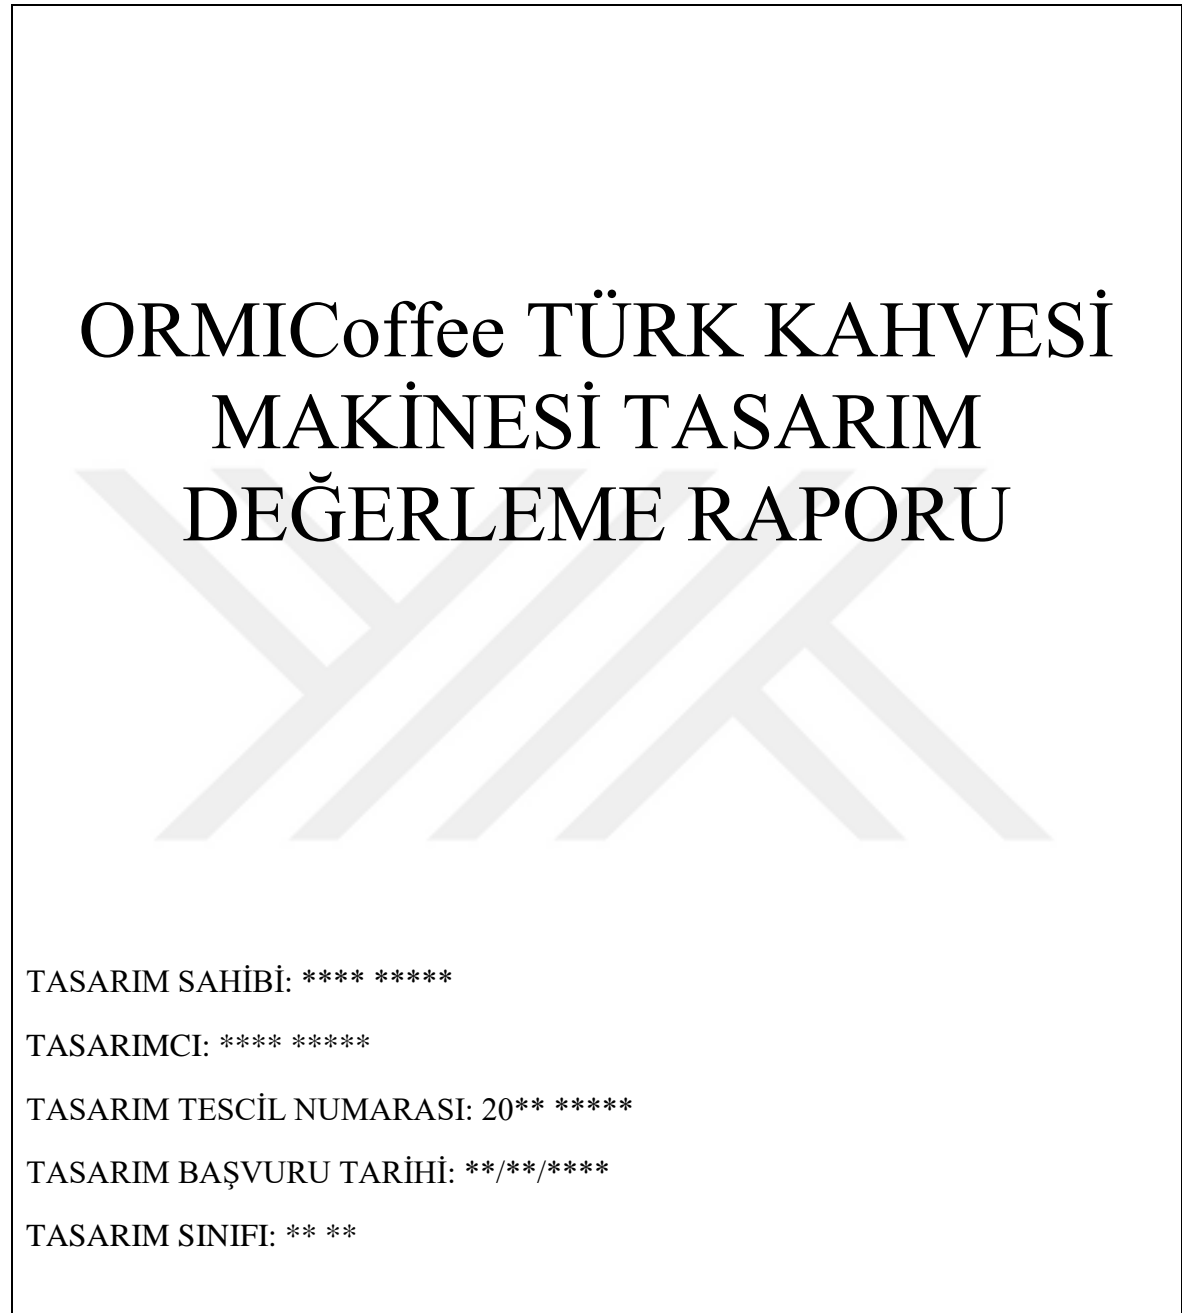 ORMICoffee TÜRK KAHVESİ
MAKİNESİ TASARIM
DEĞERLEME RAPORU
TASARIM SAHİBİ: **** *****
TASARIMCI: **** *****
TASARIM TESCİL NUMARASI: 20** *****
TASARIM BAŞVURU TARİHİ: **/**/****
TASARIM SINIFI: ** **